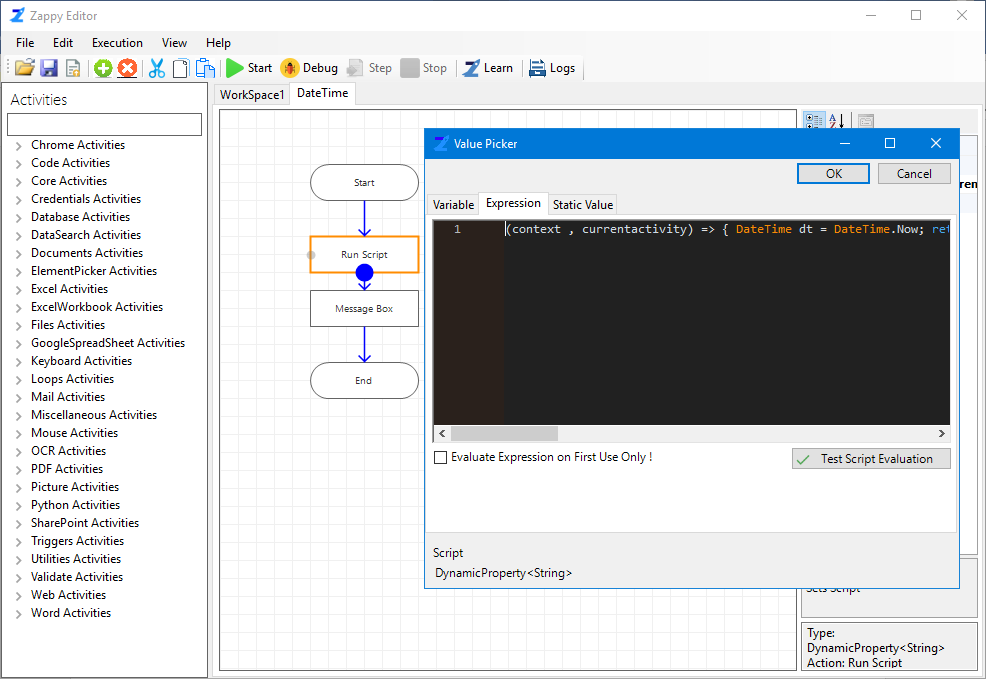 Zappy Editor
File Edit Execution View Help
Start Debug Step Stop Learn Logs
Activities
Chrome Activities
Code Activities
Core Activities
Credentials Activities
Database Activities
DataSearch Activities
Documents Activities
ElementPicker Activities
Excel Activities
ExcelWorkbook Activities
Files Activities
GoogleSpreadSheet Activities
Keyboard Activities
Loops Activities
Mail Activities
Miscellaneous Activities
Mouse Activities
OCR Activities
PDF Activities
Picture Activities
Python Activities
SharePoint Activities
Triggers Activities
Utilities Activities
Validate Activities
Web Activities
Word Activities
WorkSpace1 DateTime
Start
Run Script
Message Box
End
Value Picker
OK Cancel
Variable Expression Static Value
1 (context , currentactivity) => { DateTime dt = DateTime.Now; ret
Evaluate Expression on First Use Only !
Test Script Evaluation
Script
DynamicProperty<String>
Sets Script
Type:
DynamicProperty<String>
Action: Run Script